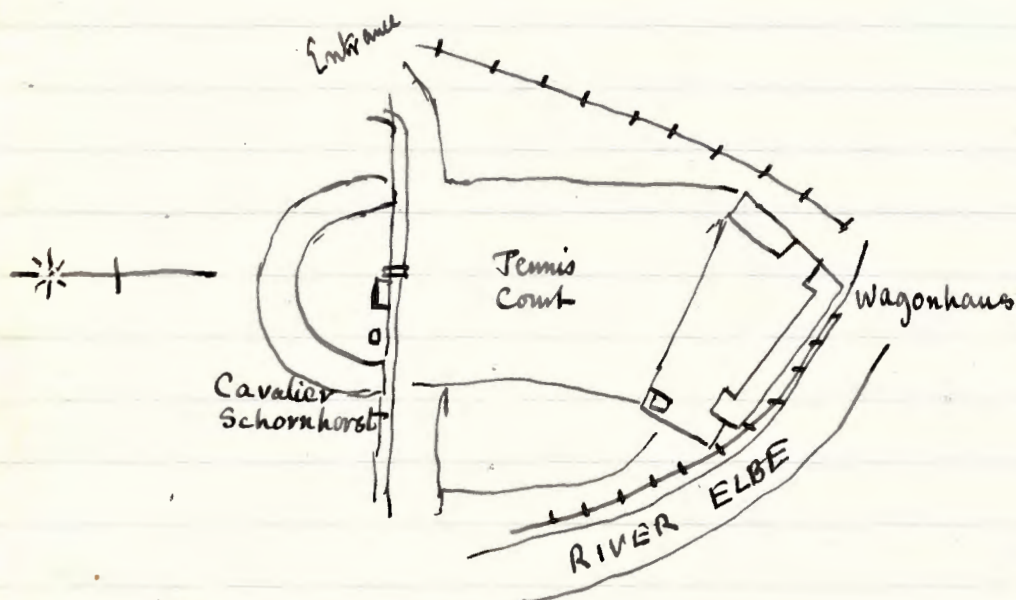 Entrance
Tennis
Court
Wagonhaus
Cavalier
Schornhorst
RIVER ELBE